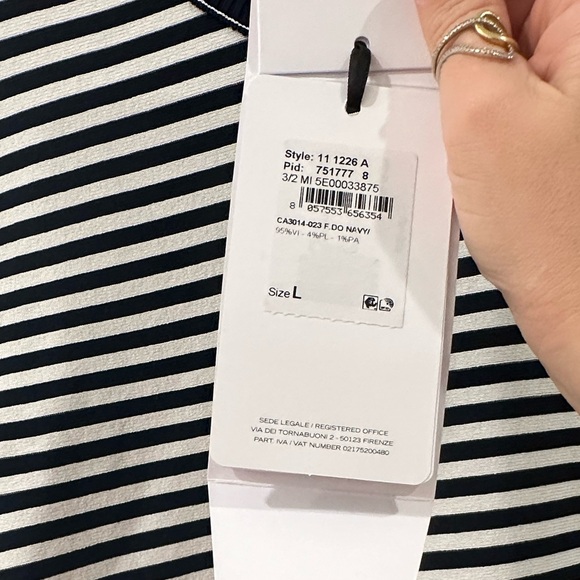 Style: 11 1226 A
Pid: 751777 8
3/2 MI 5E00033875
8 057553 656354
CA3014-023 F.DO NAVY/
95%VI - 4%PL - 1%PA
Size L
SEDE LEGALE / REGISTERED OFFICE
VIA DEI TORNABUONI 2 - 50123 FIRENZE
PART. IVA / VAT NUMBER 02175200480